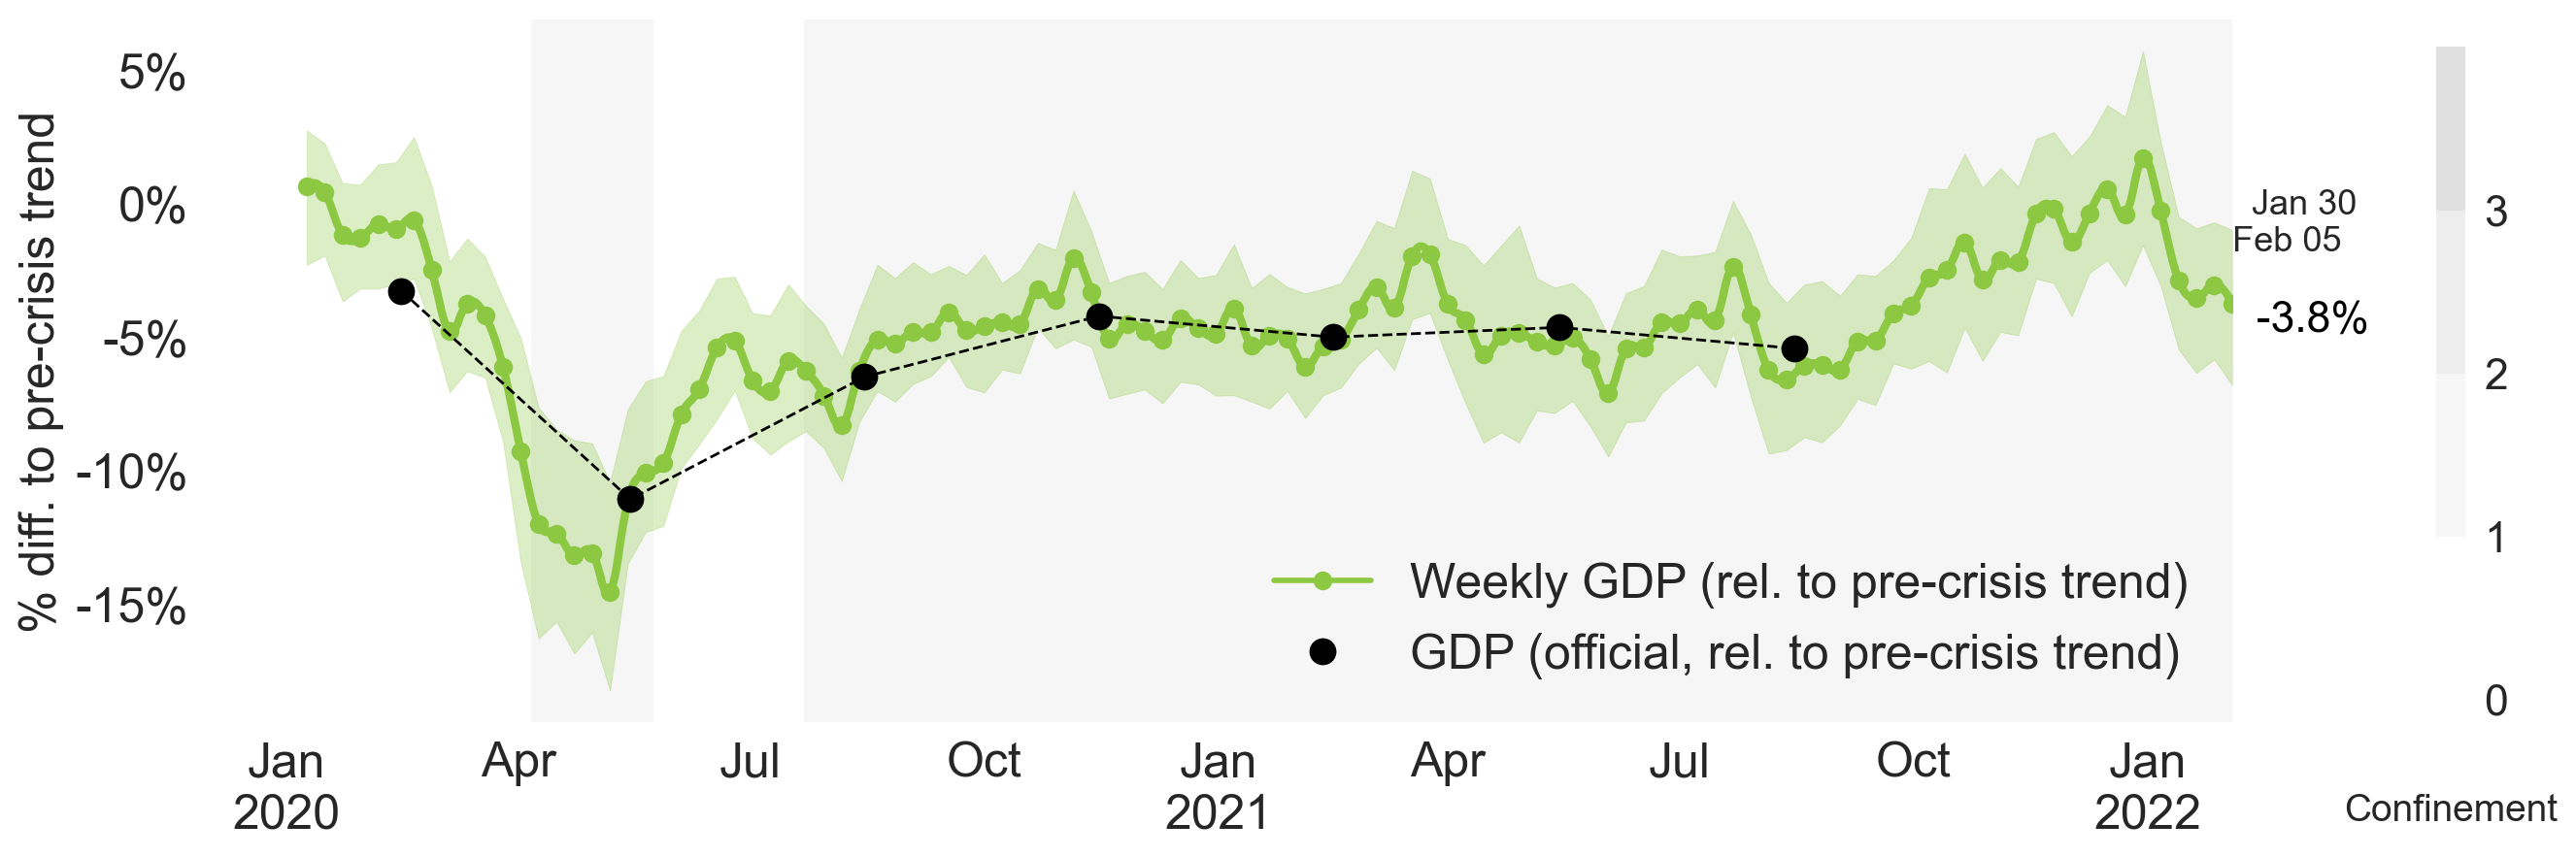 % diff. to pre-crisis trend
5%
0%
-5%
-10%
-15%
Jan 30
Feb 05
-3.8%
Weekly GDP (rel. to pre-crisis trend)
GDP (official, rel. to pre-crisis trend)
3
2
1
0
Jan Apr Jul Oct Jan Apr Jul Oct Jan
2020 2021 2022
Confinement